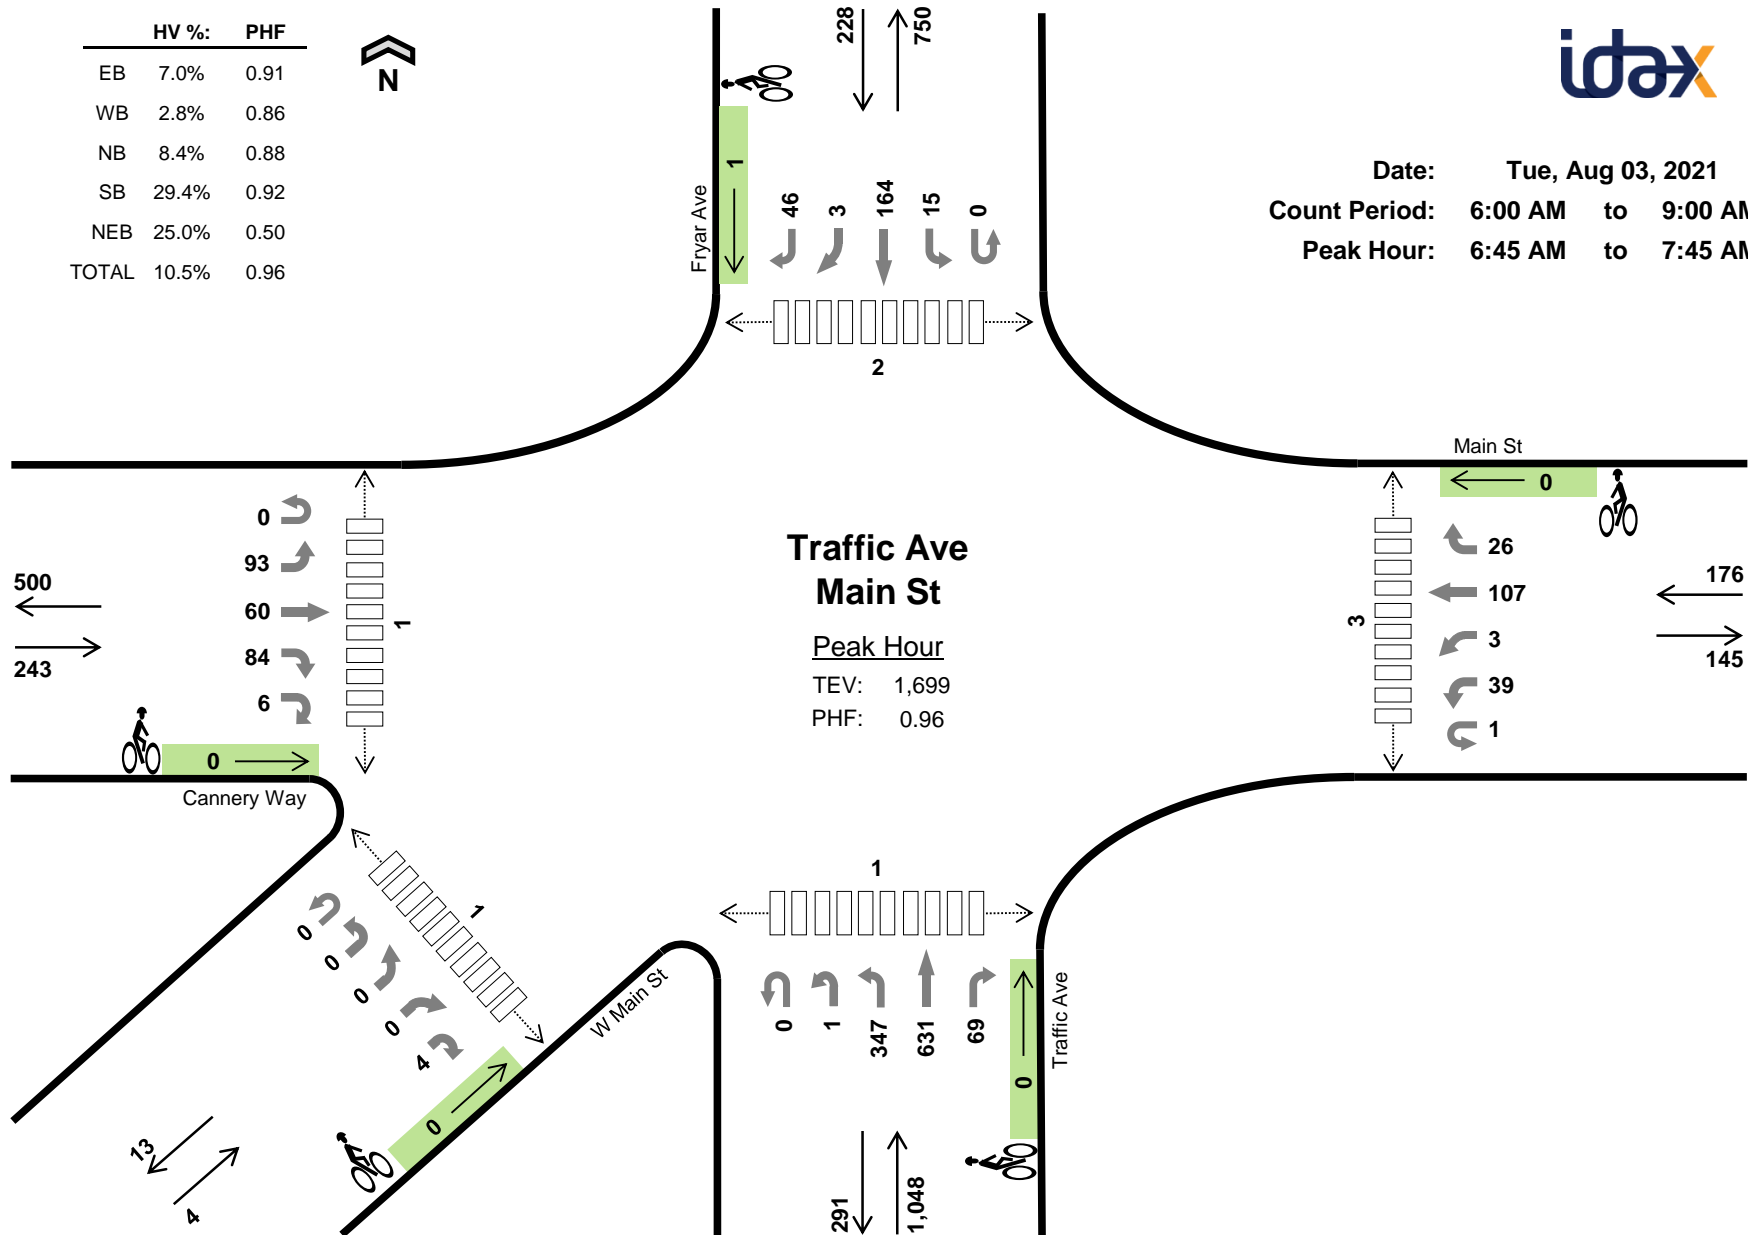 HV %: PHF
EB 7.0% 0.91
WB 2.8% 0.86
NB 8.4% 0.88
SB 29.4% 0.92
NEB 25.0% 0.50
TOTAL 10.5% 0.96
N
228
750
idax
Date: Tue, Aug 03, 2021
Count Period: 6:00 AM to 9:00 AM
Peak Hour: 6:45 AM to 7:45 AM
Fryar Ave
1
46
3
164
15
0
2
Main St
0
0
93
60
84
6
1
500
243
0
Cannery Way
Traffic Ave
Main St
Peak Hour
TEV: 1,699
PHF: 0.96
3
26
107
3
39
1
176
145
1
0
0
0
0
4
0
W Main St
13
4
1
0
1
347
631
69
0
Traffic Ave
291
1,048